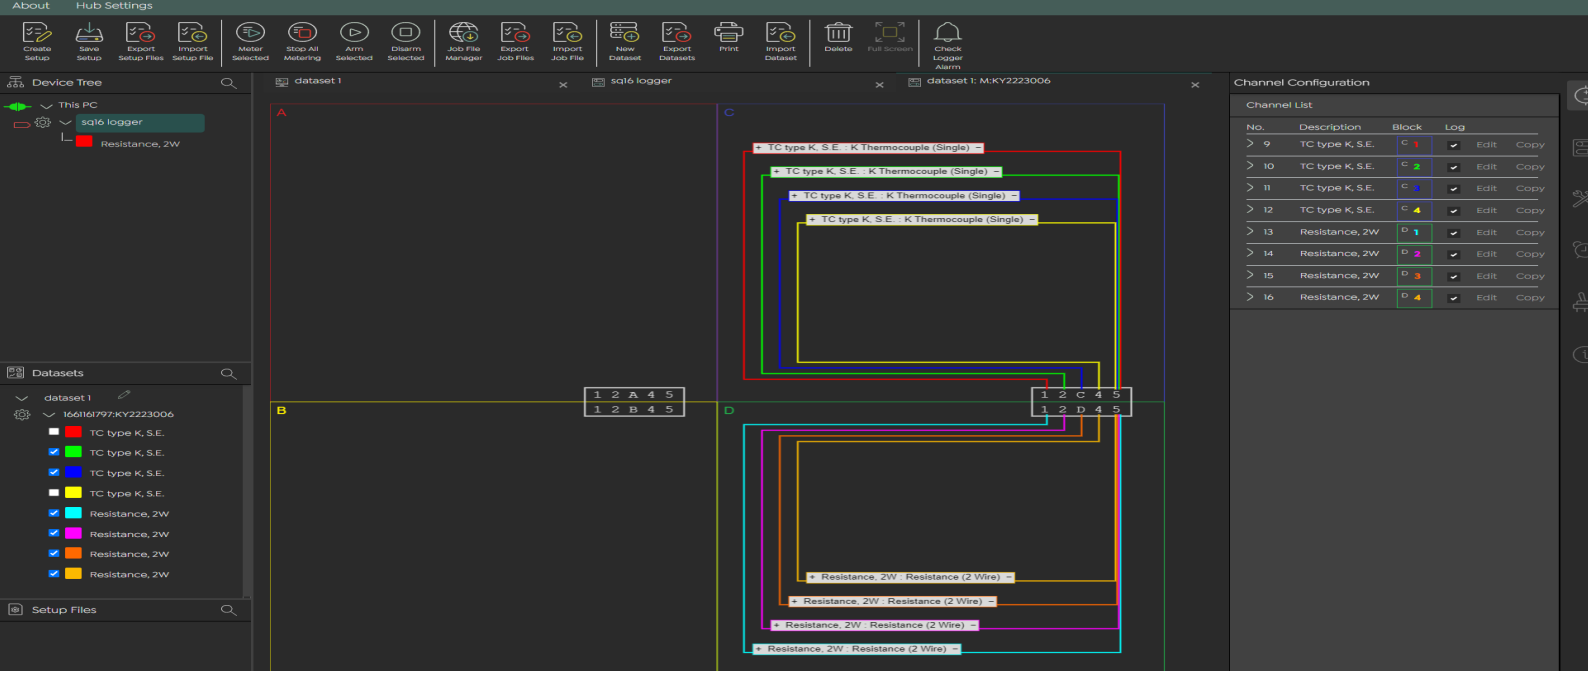 About Hub Settings
Create Setup
Save Setup
Export Setup Files
Import Setup File
Meter Selected
Stop All Metering
Arm Selected
Disarm Selected
Job File Manager
Export Job Files
Import Job File
New Dataset
Export Datasets
Print
Import Dataset
Delete
Full Screen
Check Logger Alarm
Device Tree
This PC
sq16 logger
Resistance, 2W
Datasets
dataset 1
1661161797:KY2223006
TC type K, S.E.
TC type K, S.E.
TC type K, S.E.
TC type K, S.E.
Resistance, 2W
Resistance, 2W
Resistance, 2W
Resistance, 2W
Setup Files
dataset 1
sq16 logger
dataset 1: M:KY2223006
A
C
+ TC type K, S.E. : K Thermocouple (Single) −
+ TC type K, S.E. : K Thermocouple (Single) −
+ TC type K, S.E. : K Thermocouple (Single) −
+ TC type K, S.E. : K Thermocouple (Single) −
1 2 A 4 5
1 2 B 4 5
1 2 C 4 5
1 2 D 4 5
B
D
+ Resistance, 2W : Resistance (2 Wire) −
+ Resistance, 2W : Resistance (2 Wire) −
+ Resistance, 2W : Resistance (2 Wire) −
+ Resistance, 2W : Resistance (2 Wire) −
Channel Configuration
Channel List
No. Description Block Log
9 TC type K, S.E. C 1 Edit Copy
10 TC type K, S.E. C 2 Edit Copy
11 TC type K, S.E. C 3 Edit Copy
12 TC type K, S.E. C 4 Edit Copy
13 Resistance, 2W D 1 Edit Copy
14 Resistance, 2W D 2 Edit Copy
15 Resistance, 2W D 3 Edit Copy
16 Resistance, 2W D 4 Edit Copy